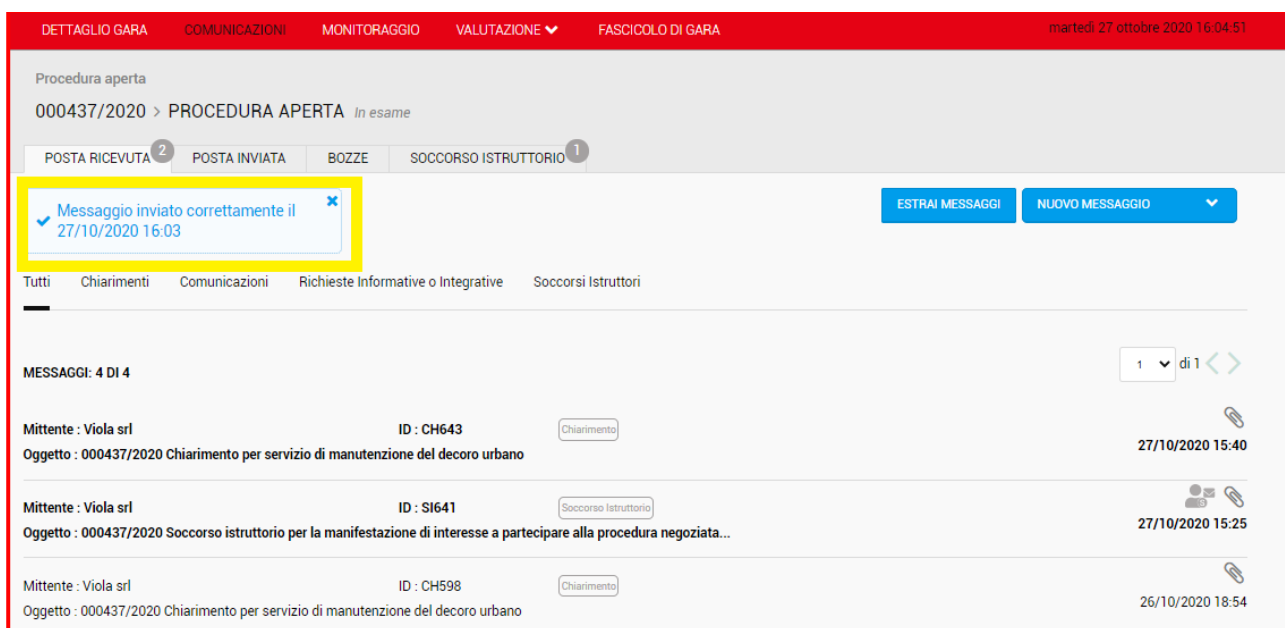 DETTAGLIO GARA COMUNICAZIONI MONITORAGGIO VALUTAZIONE FASCICOLO DI GARA martedì 27 ottobre 2020 16:04:51
Procedura aperta
000437/2020 > PROCEDURA APERTA In esame
POSTA RICEVUTA 2 POSTA INVIATA BOZZE SOCCORSO ISTRUTTORIO 1
Messaggio inviato correttamente il
27/10/2020 16:03
ESTRAI MESSAGGI NUOVO MESSAGGIO
Tutti Chiarimenti Comunicazioni Richieste Informative o Integrative Soccorsi Istruttori
MESSAGGI: 4 DI 4
1 di 1
Mittente : Viola srl ID : CH643 Chiarimento
Oggetto : 000437/2020 Chiarimento per servizio di manutenzione del decoro urbano
27/10/2020 15:40
Mittente : Viola srl ID : SI641 Soccorso Istruttorio
Oggetto : 000437/2020 Soccorso istruttorio per la manifestazione di interesse a partecipare alla procedura negoziata...
27/10/2020 15:25
Mittente : Viola srl ID : CH598 Chiarimento
Oggetto : 000437/2020 Chiarimento per servizio di manutenzione del decoro urbano
26/10/2020 18:54